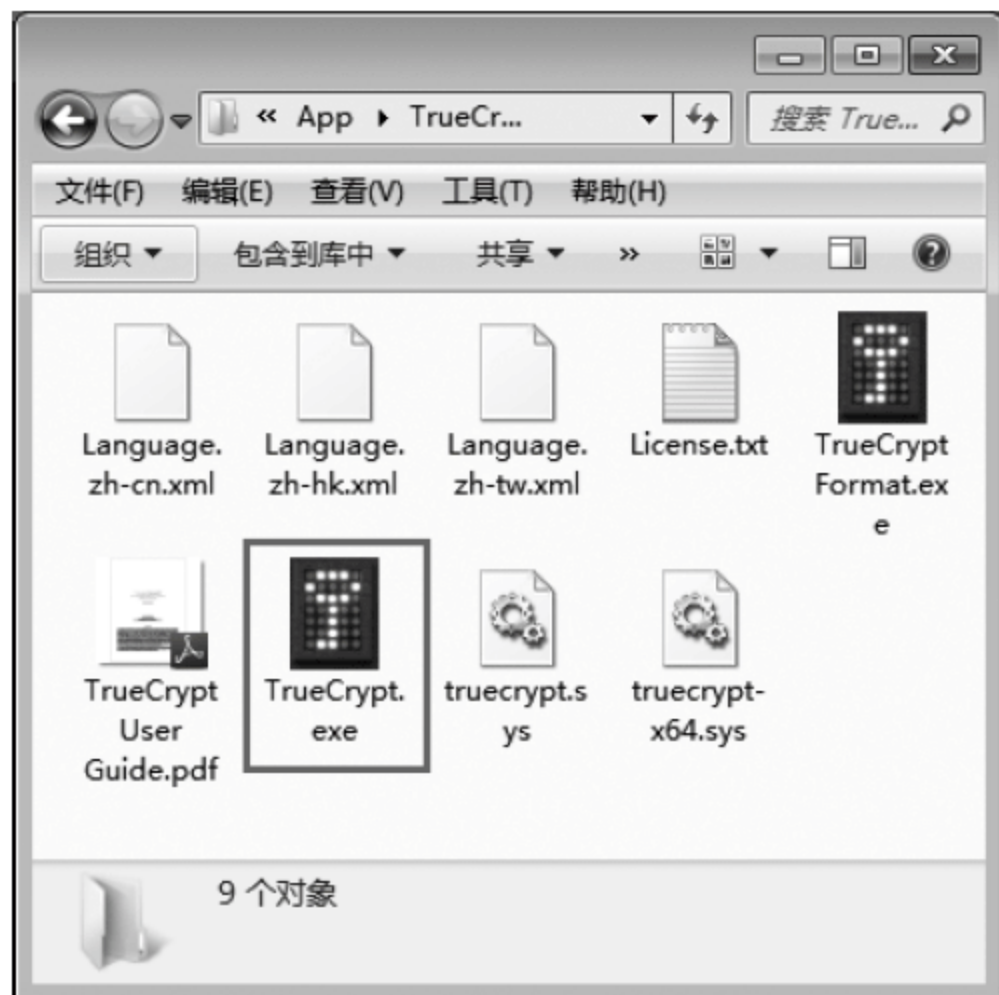 « App ▸ TrueCr...
搜索 True...
文件(F) 编辑(E) 查看(V) 工具(T) 帮助(H)
组织 包含到库中 共享 »
Language.
zh-cn.xml
Language.
zh-hk.xml
Language.
zh-tw.xml
License.txt
TrueCrypt
Format.ex
e
TrueCrypt
User
Guide.pdf
TrueCrypt.
exe
truecrypt.s
ys
truecrypt-
x64.sys
9 个对象